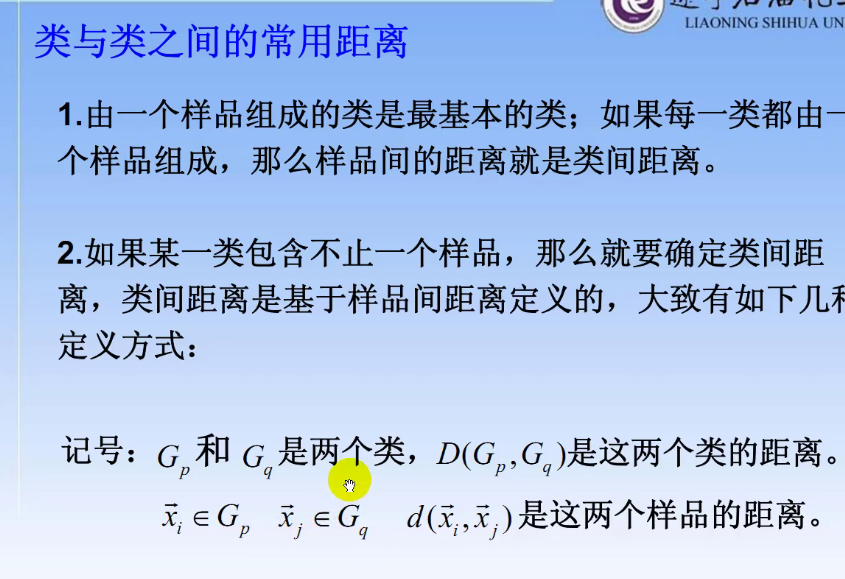 LIAONING SHIHUA UN
类与类之间的常用距离
1.由一个样品组成的类是最基本的类；如果每一类都由一
个样品组成，那么样品间的距离就是类间距离。
2.如果某一类包含不止一个样品，那么就要确定类间距
离，类间距离是基于样品间距离定义的，大致有如下几
定义方式：
记号：G_p 和 G_q 是两个类，D(G_p,G_q)是这两个类的距离。
x⃗_i ∈ G_p x⃗_j ∈ G_q d(x⃗_i,x⃗_j)是这两个样品的距离。